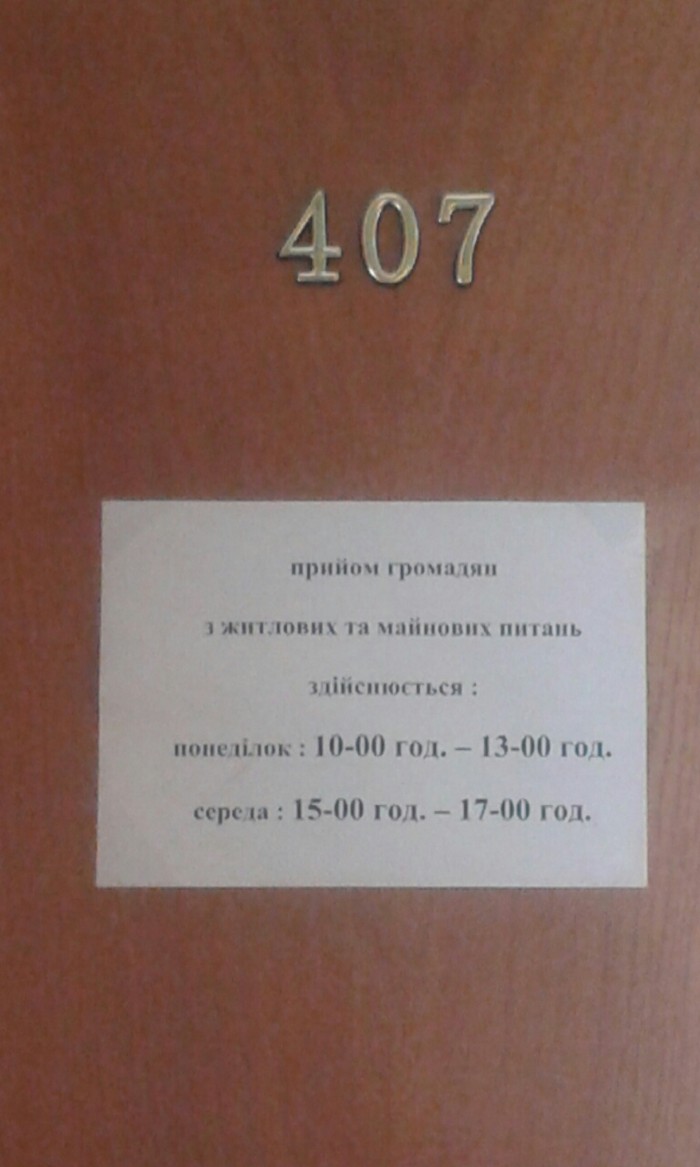 407
прийом громадян
з житлових та майнових питань
здійснюється :
понеділок : 10-00 год. – 13-00 год.
середа : 15-00 год. – 17-00 год.